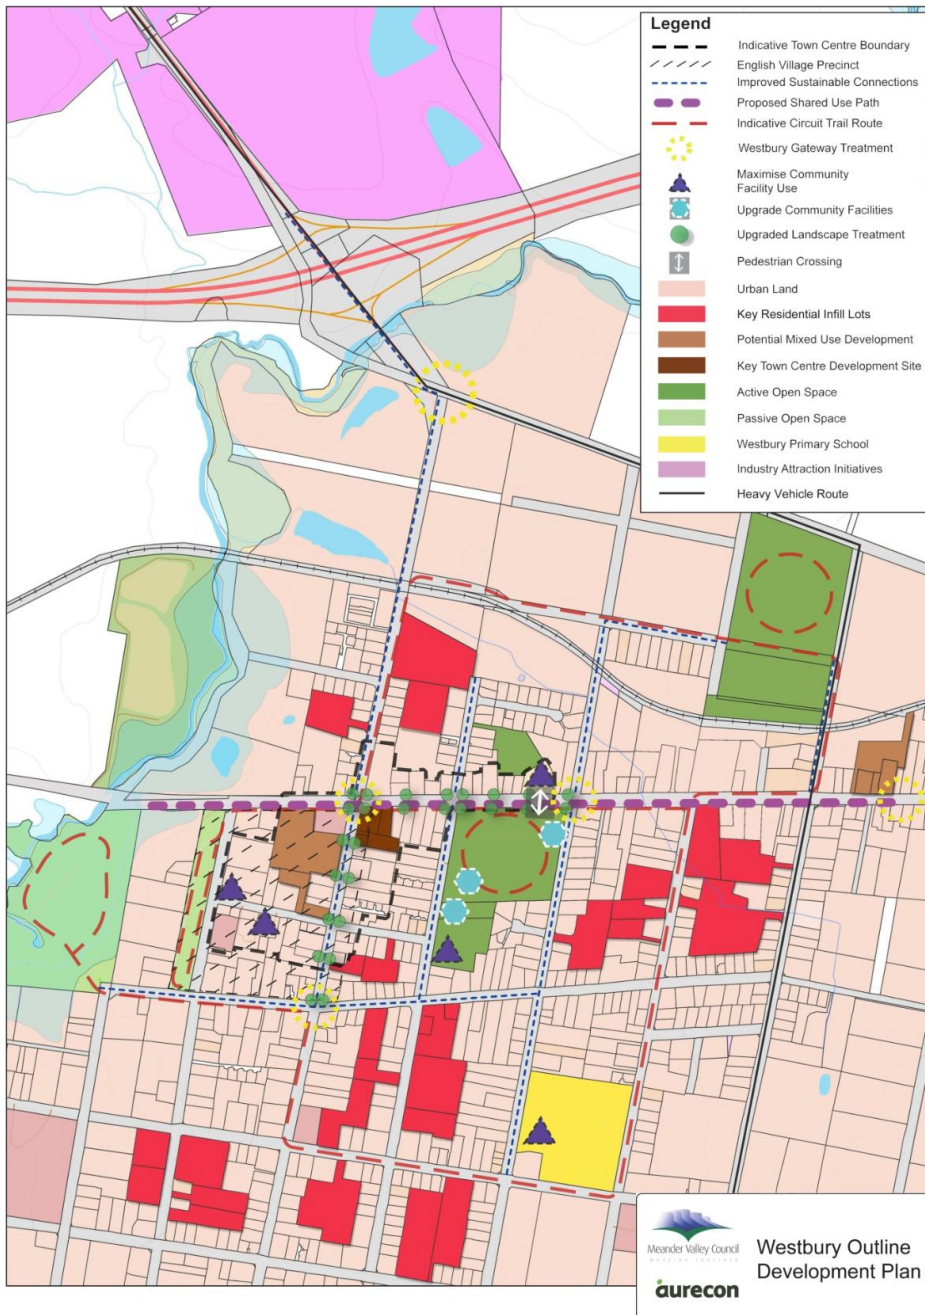 Legend
Indicative Town Centre Boundary
English Village Precinct
Improved Sustainable Connections
Proposed Shared Use Path
Indicative Circuit Trail Route
Westbury Gateway Treatment
Maximise Community
Facility Use
Upgrade Community Facilities
Upgraded Landscape Treatment
Pedestrian Crossing
Urban Land
Key Residential Infill Lots
Potential Mixed Use Development
Key Town Centre Development Site
Active Open Space
Passive Open Space
Westbury Primary School
Industry Attraction Initiatives
Heavy Vehicle Route
Meander Valley Council
aurecon
Westbury Outline
Development Plan